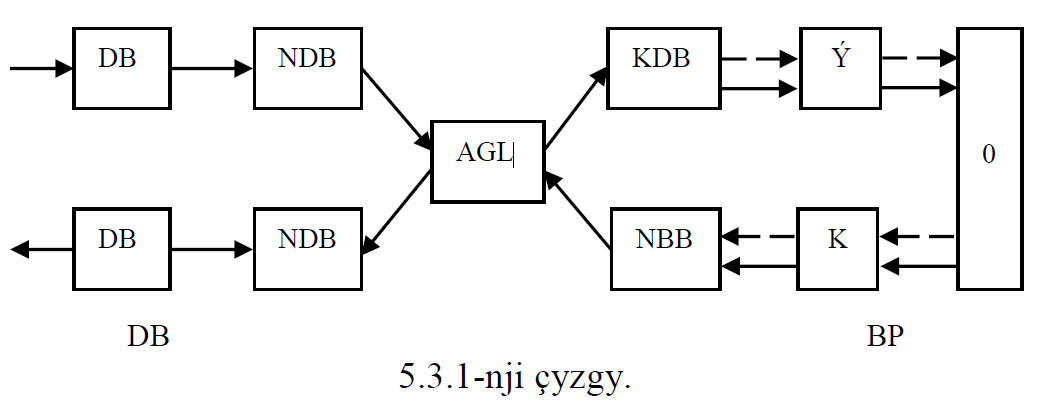 DB NDB KDB Ý
AGL 0
DB NDB NBB K
DB BP
5.3.1-nji çyzgy.